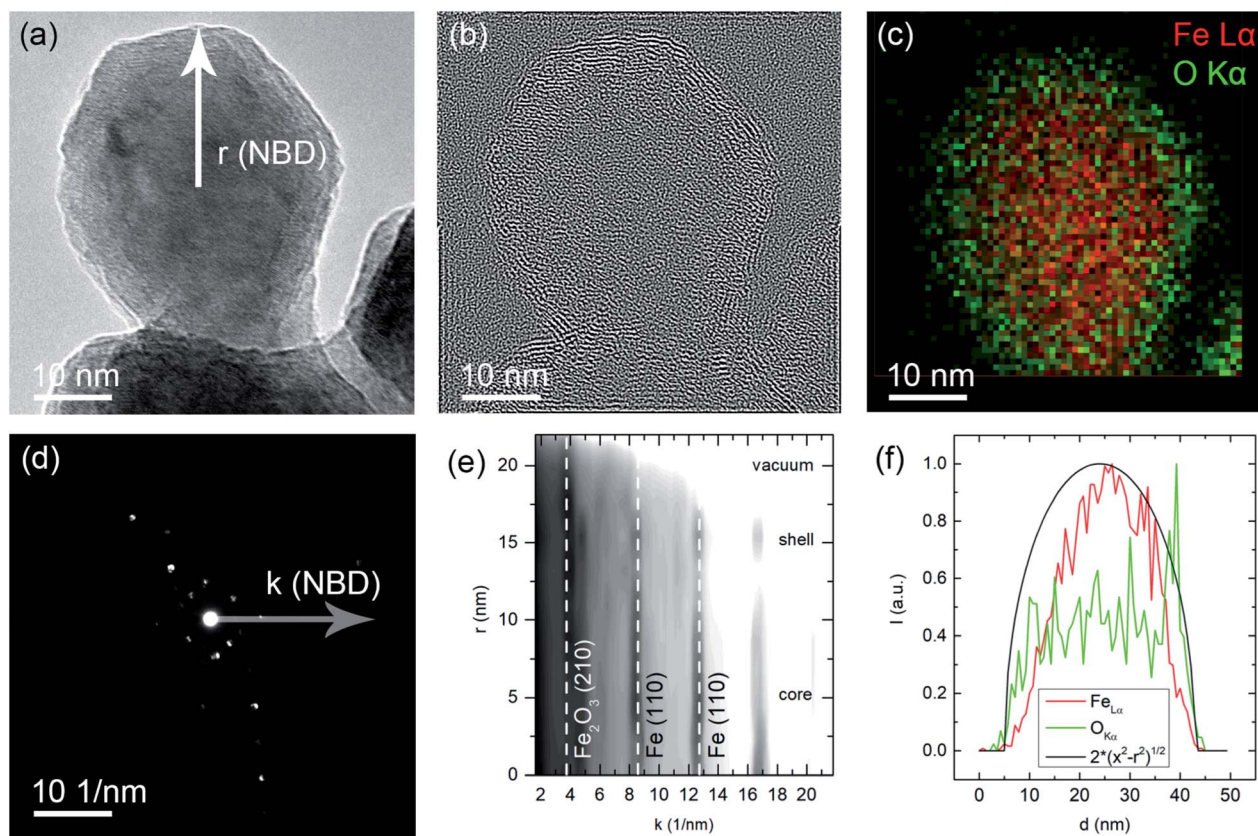 (a)
r (NBD)
10 nm
(b)
10 nm
(c)
Fe Lα
O Kα
10 nm
(d)
k (NBD)
10 1/nm
(e)
r (nm)
20
15
10
5
0
vacuum
shell
core
Fe₂O₃ (210)
Fe (110)
Fe (110)
2 4 6 8 10 12 14 16 18 20
k (1/nm)
(f)
I (a.u.)
1.0
0.8
0.6
0.4
0.2
0.0
Fe_Lα
O_Kα
2*(x²-r²)^1/2
0 10 20 30 40 50
d (nm)